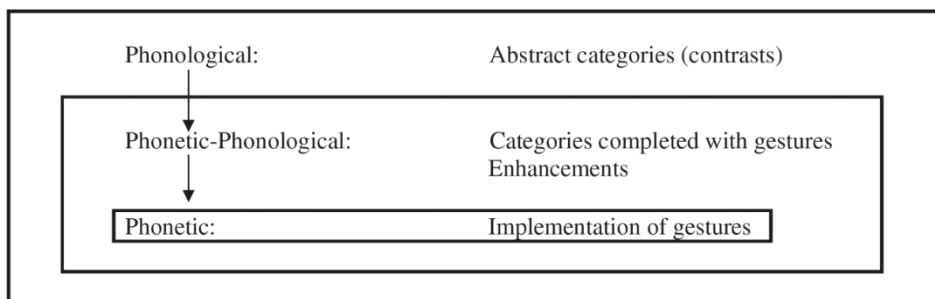 Phonological: Abstract categories (contrasts)
Phonetic-Phonological: Categories completed with gestures
Enhancements
Phonetic: Implementation of gestures